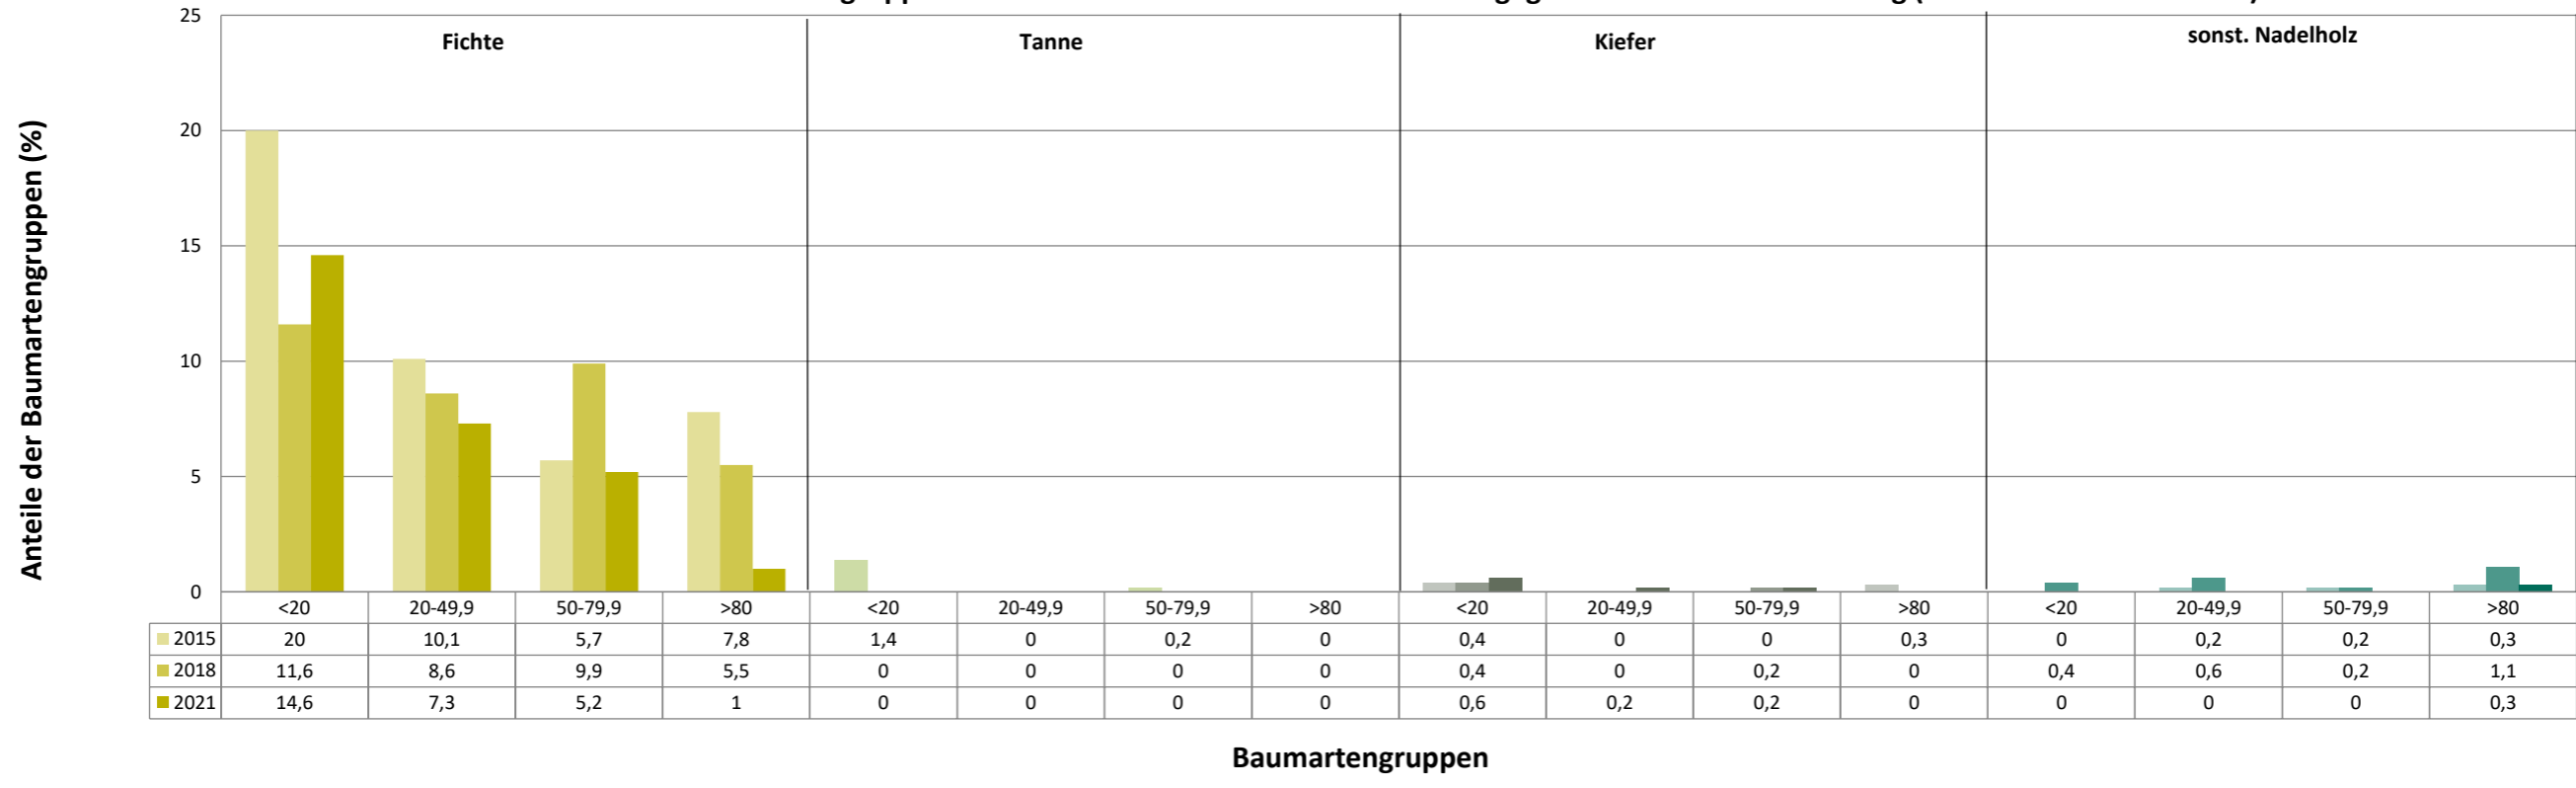 25
Fichte
Tanne
Kiefer
sonst. Nadelholz
20
15
10
5
0
Anteile der Baumartengruppen (%)
<20 20-49,9 50-79,9 >80 <20 20-49,9 50-79,9 >80 <20 20-49,9 50-79,9 >80 <20 20-49,9 50-79,9 >80
2015 20 10,1 5,7 7,8 1,4 0 0,2 0 0,4 0 0 0,3 0 0,2 0,2 0,3
2018 11,6 8,6 9,9 5,5 0 0 0 0 0,4 0 0,2 0 0,4 0,6 0,2 1,1
2021 14,6 7,3 5,2 1 0 0 0 0 0,6 0,2 0,2 0 0 0 0 0,3
Baumartengruppen